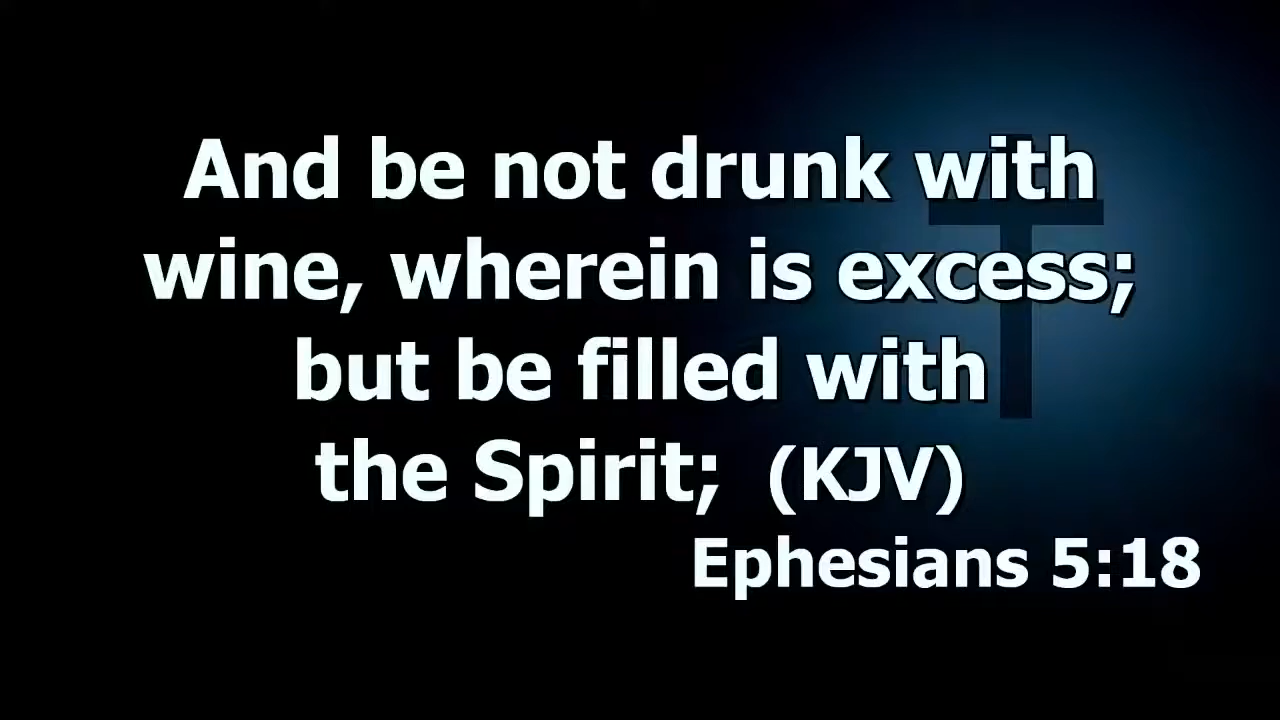 And be not drunk with
wine, wherein is excess;
but be filled with
the Spirit; (KJV)
Ephesians 5:18